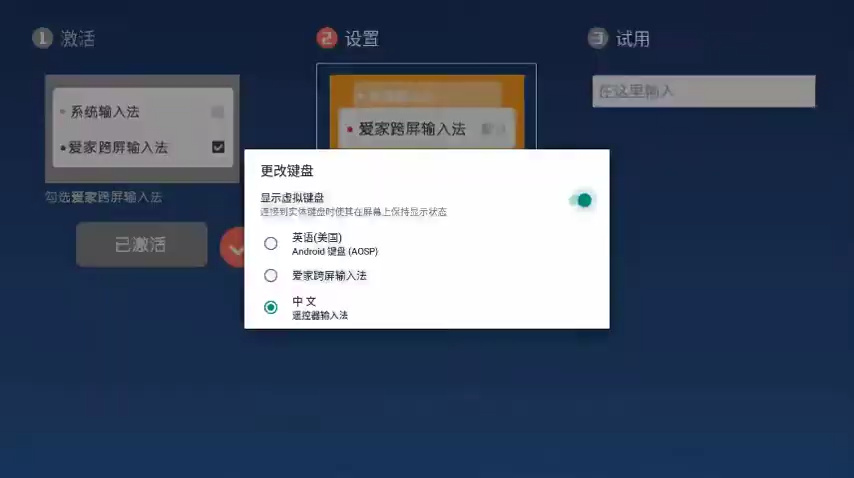 1 激活
2 设置
3 试用
系统输入法
爱家跨屏输入法
勾选爱家跨屏输入法
已激活
爱家跨屏输入法 默认
在这里输入
更改键盘
显示虚拟键盘
连接到实体键盘时使其在屏幕上保持显示状态
英语(美国)
Android 键盘 (AOSP)
爱家跨屏输入法
中 文
遥控器输入法